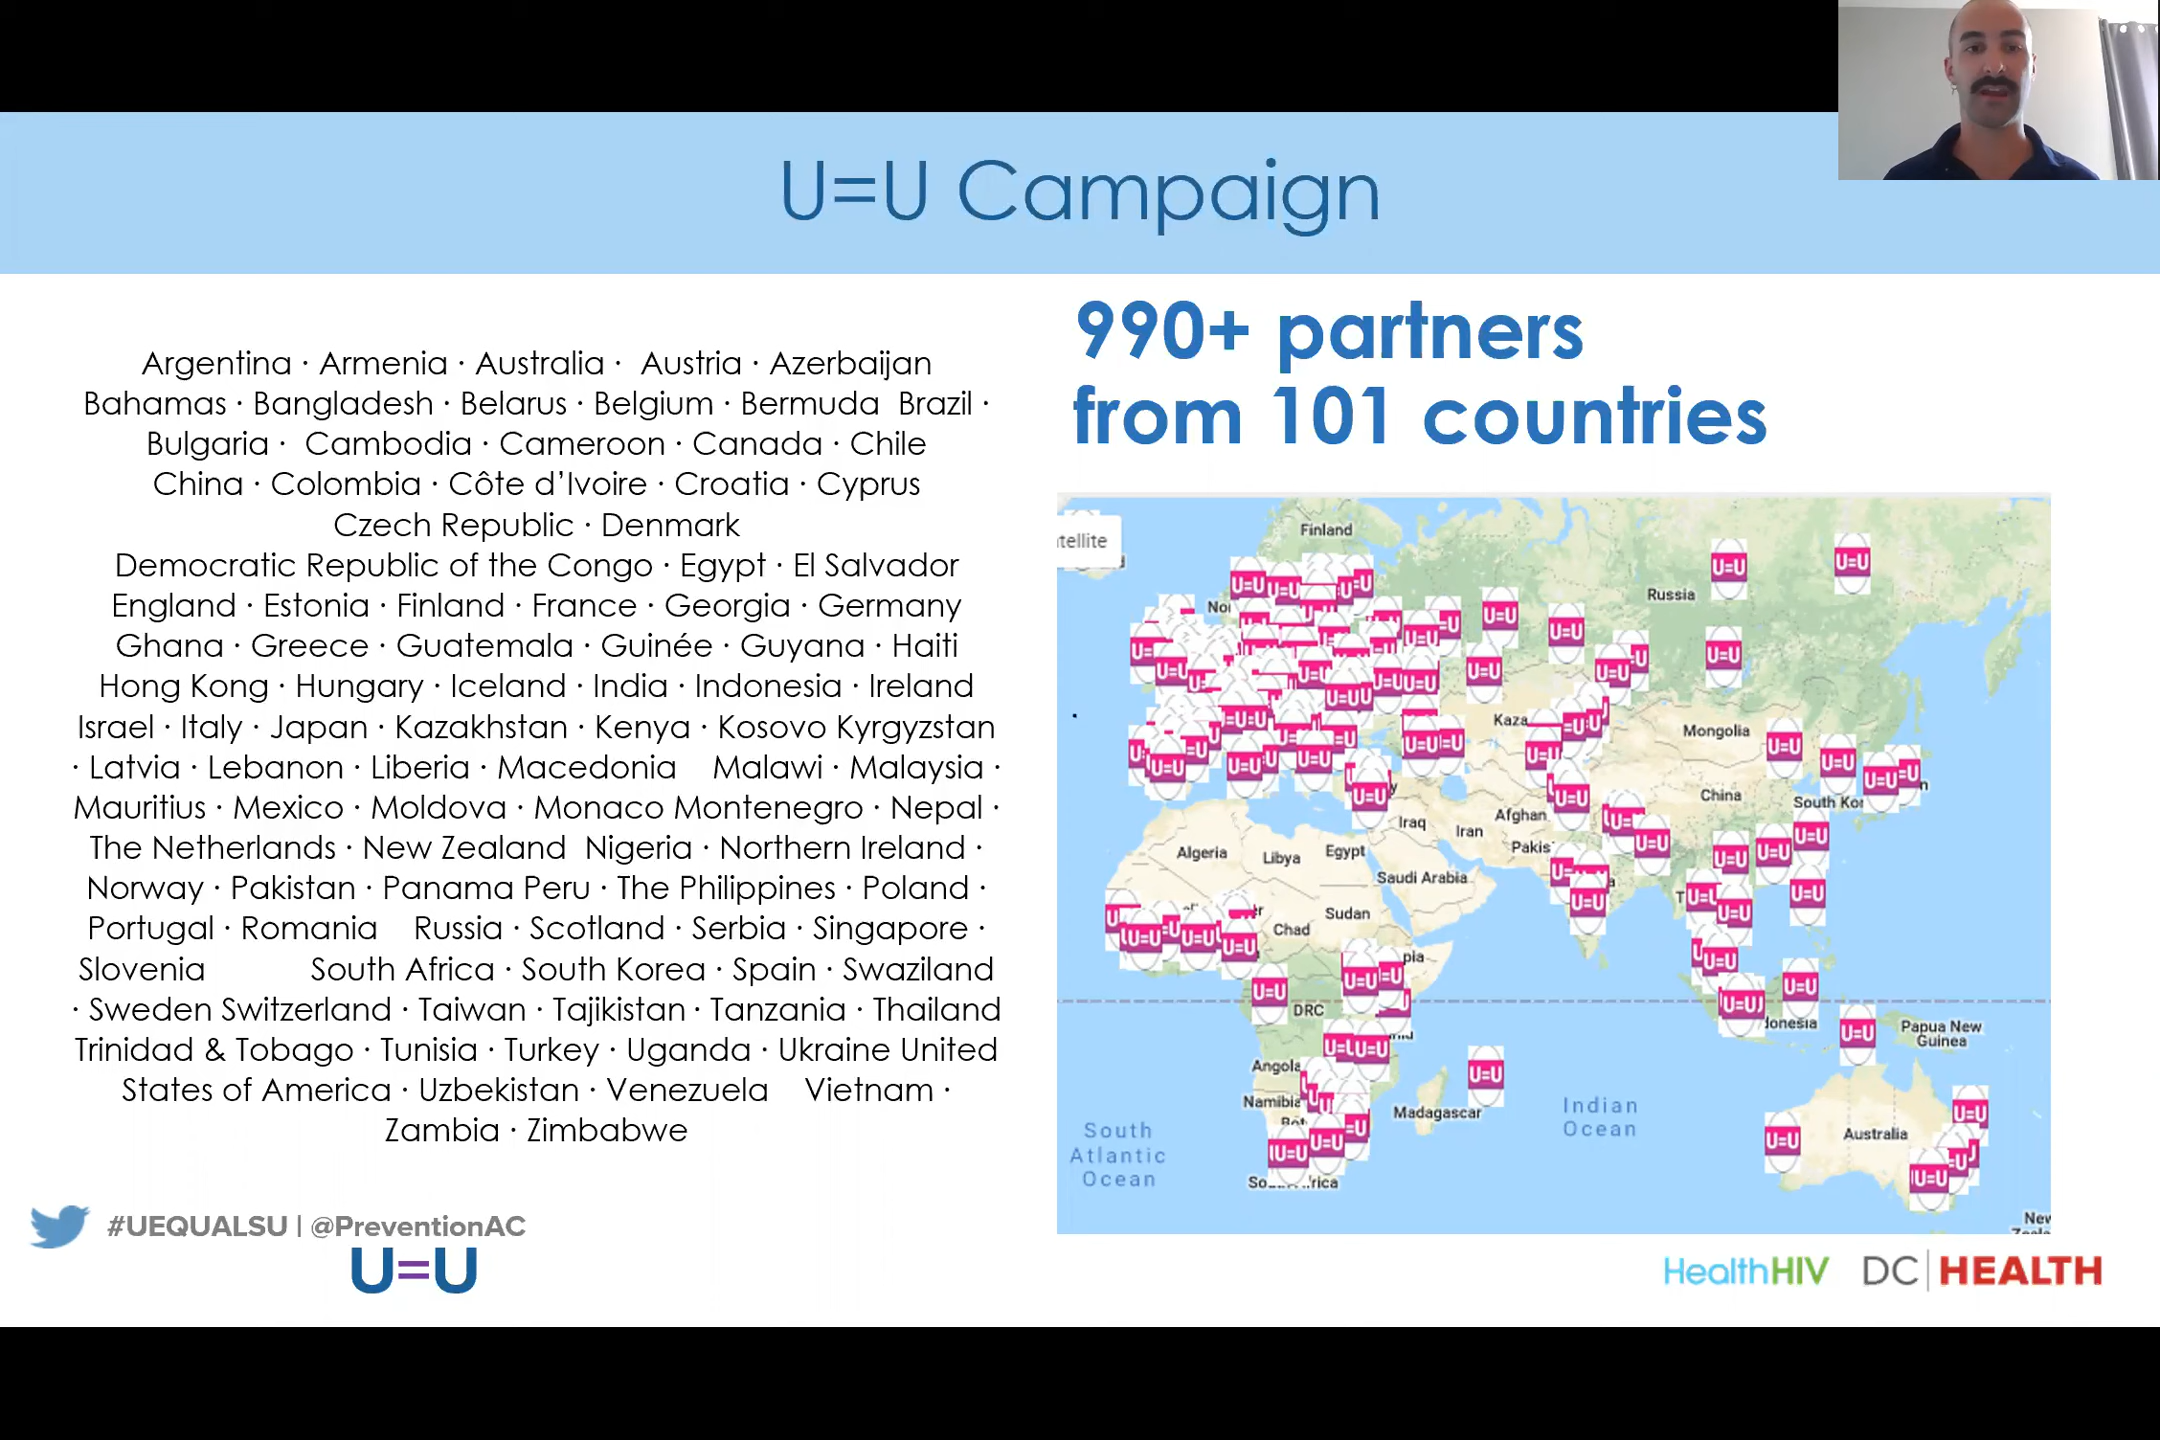 U=U Campaign
990+ partners
from 101 countries
Argentina · Armenia · Australia · Austria · Azerbaijan
Bahamas · Bangladesh · Belarus · Belgium · Bermuda Brazil ·
Bulgaria · Cambodia · Cameroon · Canada · Chile
China · Colombia · Côte d’Ivoire · Croatia · Cyprus
Czech Republic · Denmark
Democratic Republic of the Congo · Egypt · El Salvador
England · Estonia · Finland · France · Georgia · Germany
Ghana · Greece · Guatemala · Guinée · Guyana · Haiti
Hong Kong · Hungary · Iceland · India · Indonesia · Ireland
Israel · Italy · Japan · Kazakhstan · Kenya · Kosovo Kyrgyzstan
· Latvia · Lebanon · Liberia · Macedonia Malawi · Malaysia ·
Mauritius · Mexico · Moldova · Monaco Montenegro · Nepal ·
The Netherlands · New Zealand Nigeria · Northern Ireland ·
Norway · Pakistan · Panama Peru · The Philippines · Poland ·
Portugal · Romania Russia · Scotland · Serbia · Singapore ·
Slovenia South Africa · South Korea · Spain · Swaziland
· Sweden Switzerland · Taiwan · Tajikistan · Tanzania · Thailand
Trinidad & Tobago · Tunisia · Turkey · Uganda · Ukraine United
States of America · Uzbekistan · Venezuela Vietnam ·
Zambia · Zimbabwe
Finland
Russia
Mongolia
China
Iraq
Iran
Algeria
Libya
Egypt
Saudi Arabia
Sudan
Chad
DRC
Angola
Namibia
Madagascar
Papua New
Guinea
Australia
Indian
Ocean
South
Atlantic
Ocean
New
#UEQUALSU | @PreventionAC
U=U
HealthHIV
DC | HEALTH